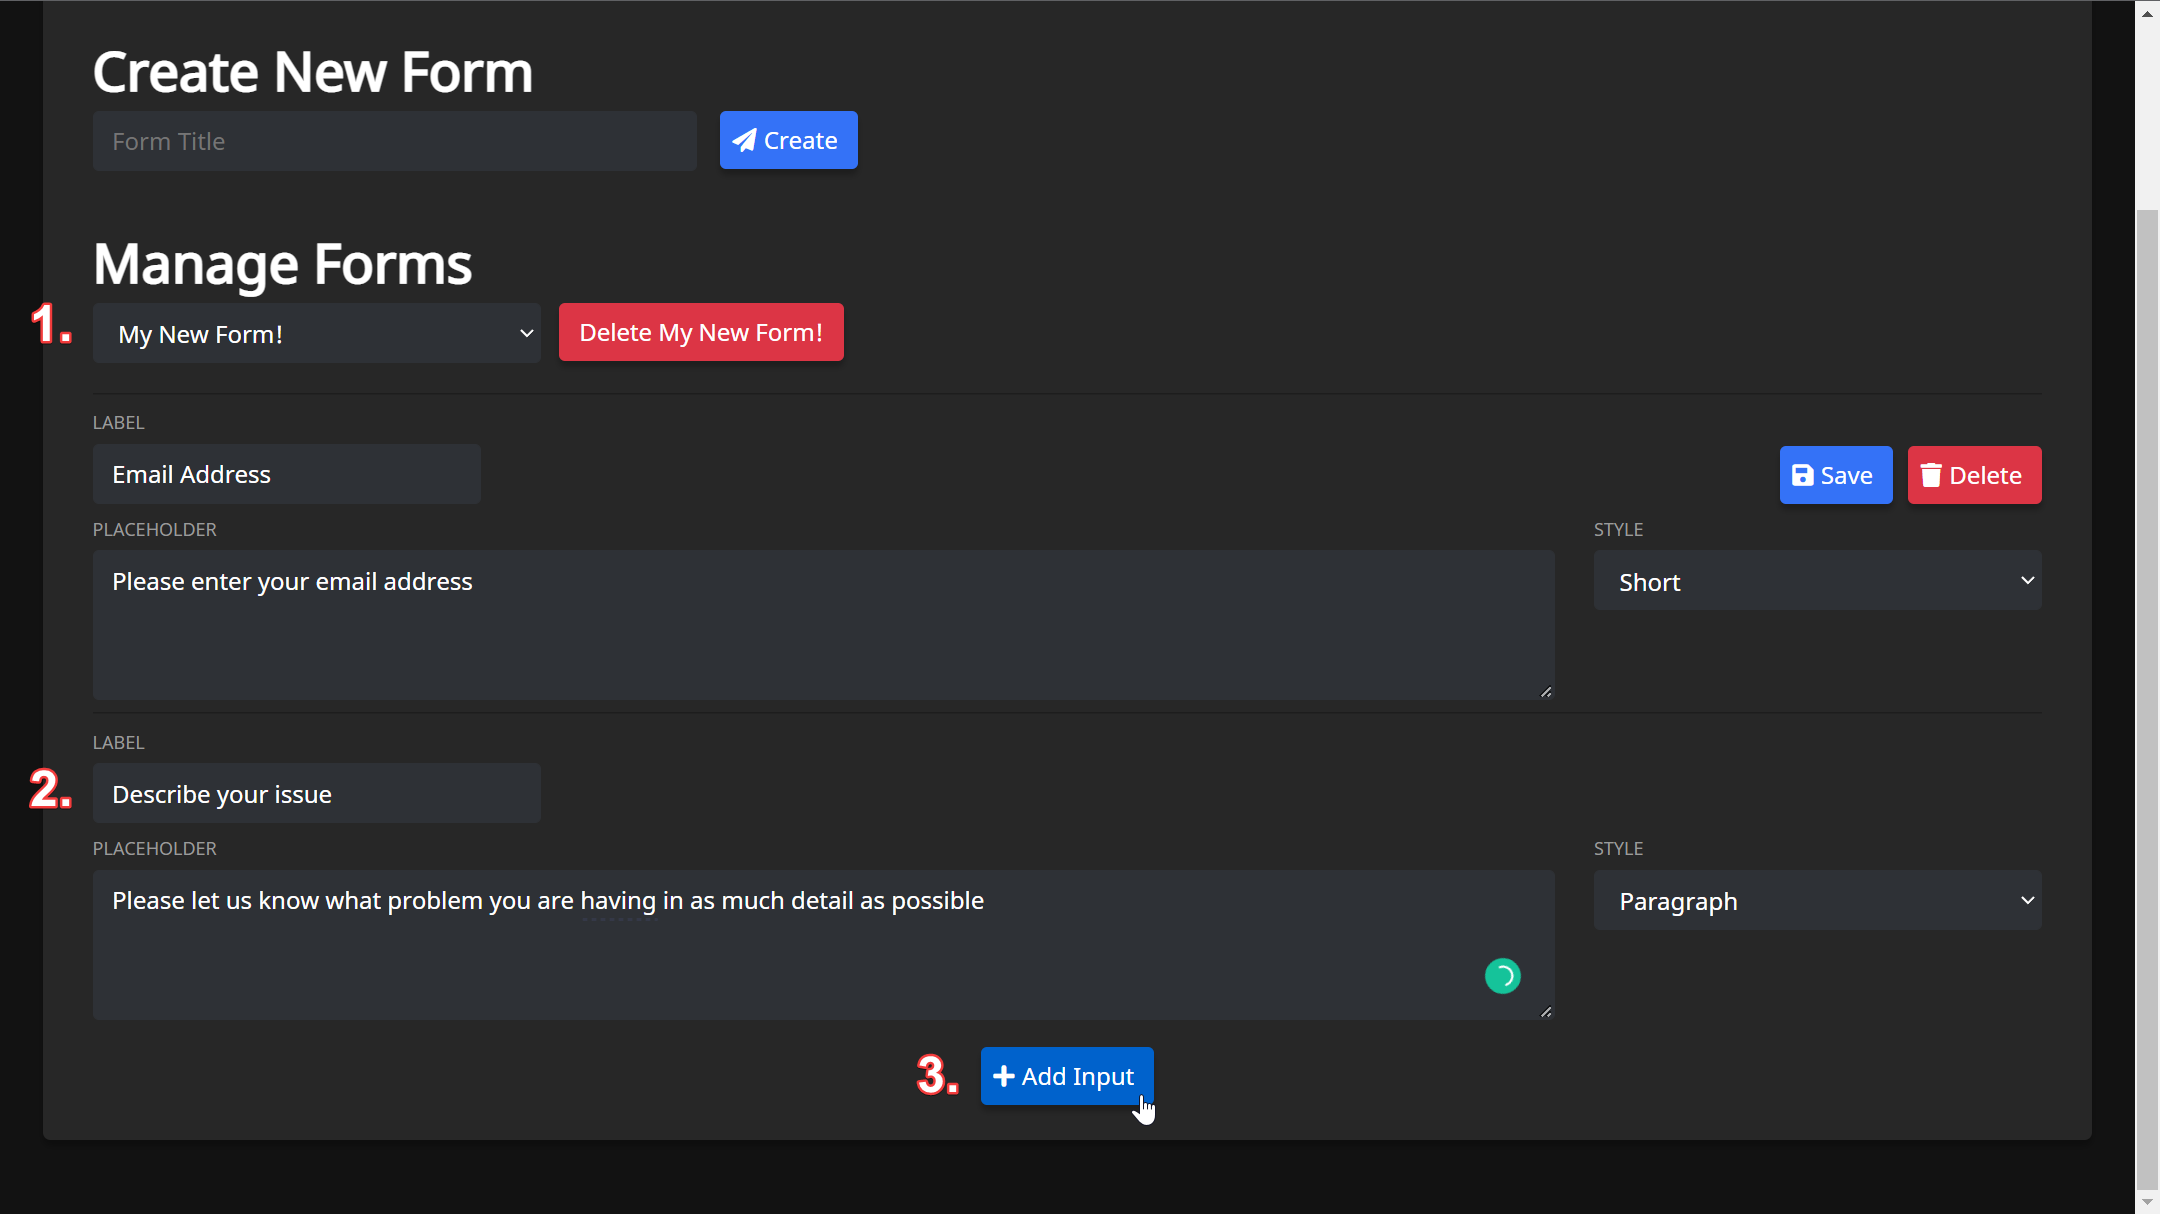 Create New Form
Form Title
Create
Manage Forms
1.
My New Form!
Delete My New Form!
LABEL
Email Address
Save
Delete
PLACEHOLDER
STYLE
Please enter your email address
Short
LABEL
2.
Describe your issue
PLACEHOLDER
STYLE
Please let us know what problem you are having in as much detail as possible
Paragraph
3.
Add Input